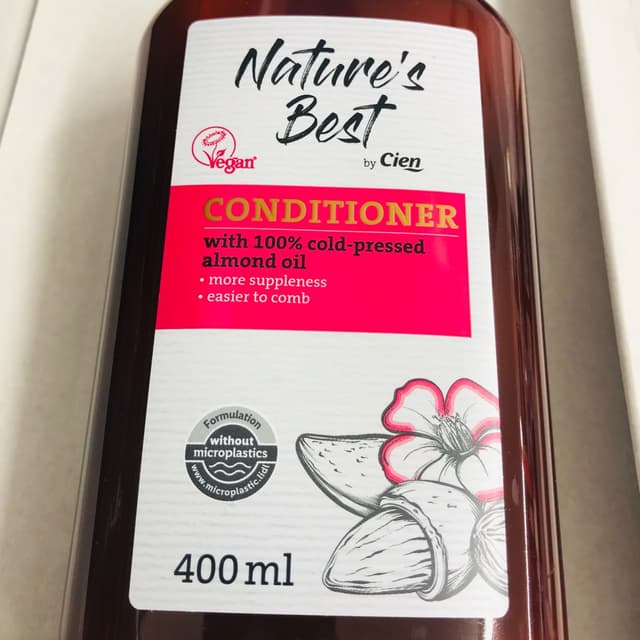 Nature's
Best
by Cien
Vegan
CONDITIONER
with 100% cold-pressed
almond oil
• more suppleness
• easier to comb
Formulation
without
microplastics
www.microplastic.lidl
400 ml